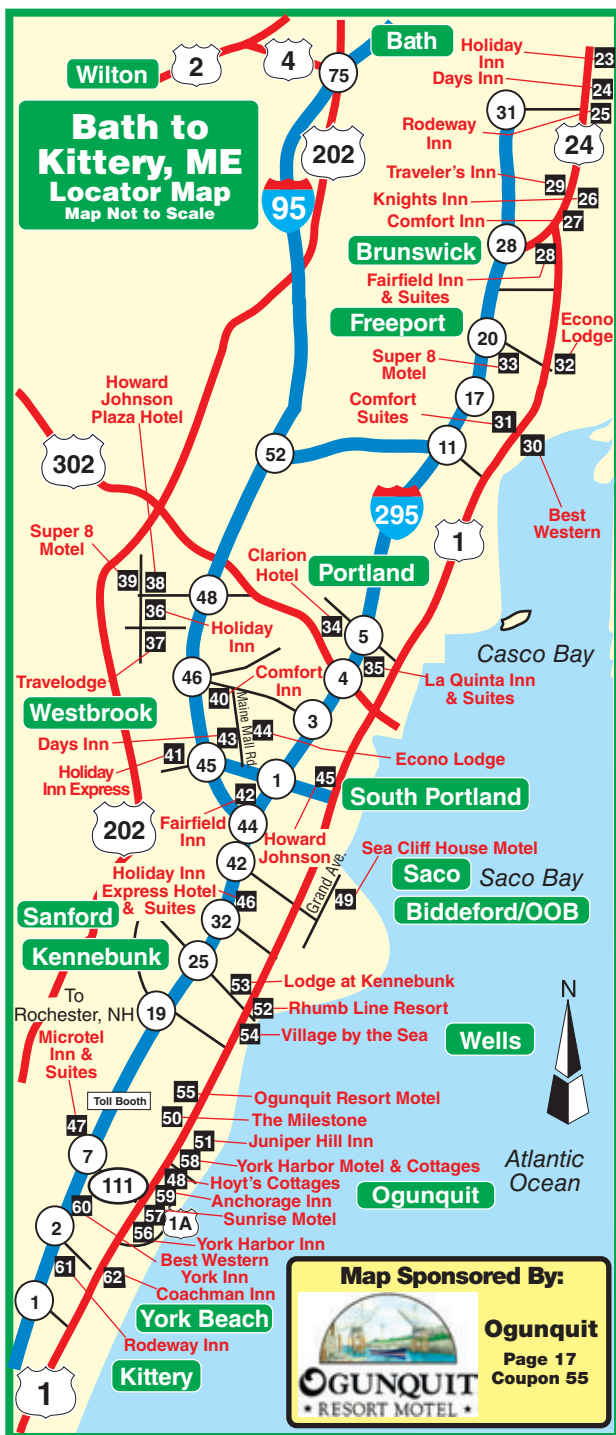 Bath
Wilton
2
4
75
202
Bath to
Kittery, ME
Locator Map
Map Not to Scale
95
Holiday
Inn
23
Days Inn
24
25
31
Rodeway
Inn
24
Traveler's Inn
29
Knights Inn
26
Comfort Inn
27
Brunswick
28
28
Fairfield Inn
& Suites
Freeport
20
Econo
Lodge
Super 8
Motel
33
32
17
Comfort
Suites
31
30
11
Best
Western
Howard
Johnson
Plaza Hotel
302
52
295
1
Super 8
Motel
39
38
48
36
Holiday
Inn
37
Travelodge
Clarion
Hotel
Portland
34
5
Casco Bay
4
35
La Quinta Inn
& Suites
46
Comfort
Inn
40
Maine Mall Rd.
3
Westbrook
Days Inn
43
44
Econo Lodge
41
Holiday
Inn Express
45
1
45
South Portland
202
42
Fairfield
Inn
44
Howard
Johnson
42
Grand Ave.
Sea Cliff House Motel
49
Saco
Saco Bay
Biddeford/OOB
Holiday Inn
Express Hotel
& Suites
46
Sanford
32
Kennebunk
25
53
Lodge at Kennebunk
To
Rochester, NH
19
52
Rhumb Line Resort
54
Village by the Sea
Wells
N
Microtel
Inn &
Suites
Toll Booth
55
Ogunquit Resort Motel
47
50
The Milestone
51
Juniper Hill Inn
7
58
York Harbor Motel & Cottages
111
48
Hoyt's Cottages
Ogunquit
Atlantic
Ocean
59
Anchorage Inn
60
57
1A
Sunrise Motel
2
56
York Harbor Inn
Best Western
York Inn
61
62
Coachman Inn
1
York Beach
Rodeway Inn
Kittery
1
Map Sponsored By:
OGUNQUIT
RESORT MOTEL
Ogunquit
Page 17
Coupon 55